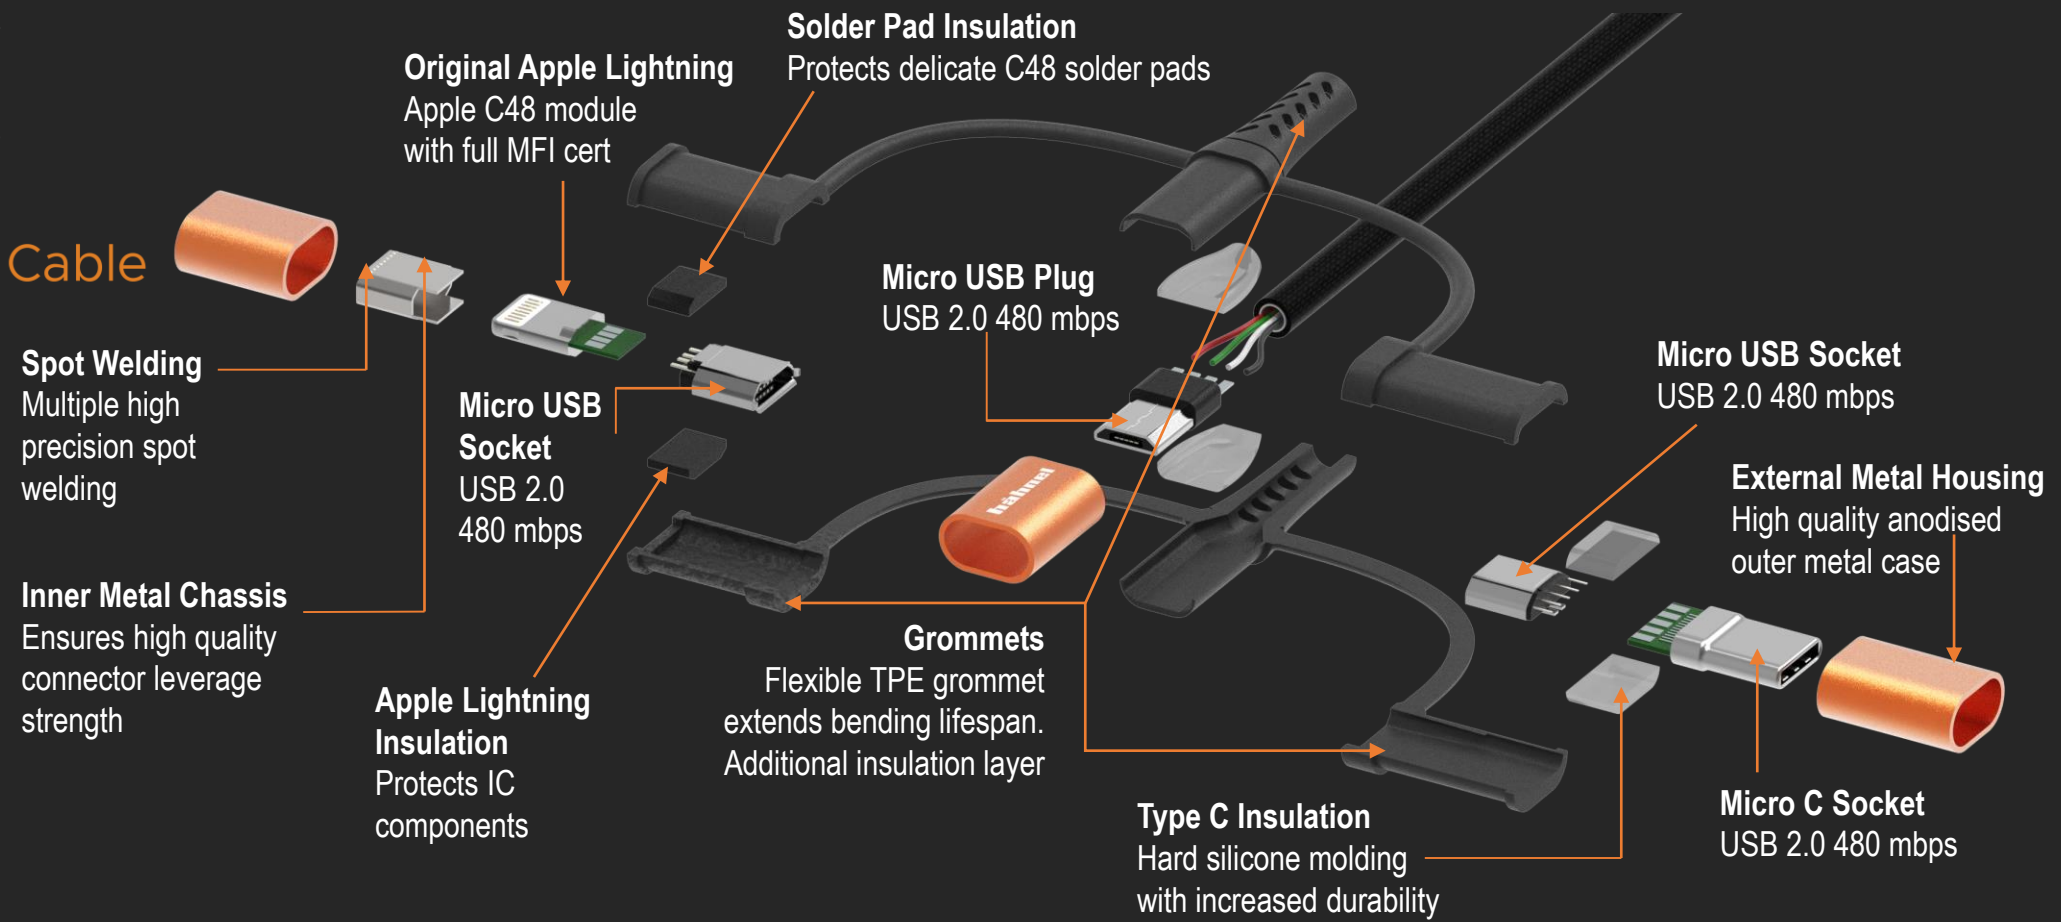 Solder Pad Insulation
Protects delicate C48 solder pads
Original Apple Lightning
Apple C48 module
with full MFI cert
Cable
Micro USB Plug
USB 2.0 480 mbps
Spot Welding
Multiple high
precision spot
welding
Micro USB
Socket
USB 2.0
480 mbps
Micro USB Socket
USB 2.0 480 mbps
hähnel
External Metal Housing
High quality anodised
outer metal case
Inner Metal Chassis
Ensures high quality
connector leverage
strength
Apple Lightning
Insulation
Protects IC
components
Grommets
Flexible TPE grommet
extends bending lifespan.
Additional insulation layer
Type C Insulation
Hard silicone molding
with increased durability
Micro C Socket
USB 2.0 480 mbps